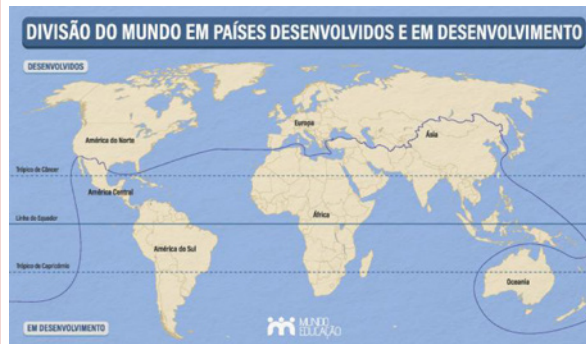 DIVISÃO DO MUNDO EM PAÍSES DESENVOLVIDOS E EM DESENVOLVIMENTO
DESENVOLVIDOS
Europa
América do Norte
Ásia
Trópico de Câncer
América Central
África
Linha do Equador
América do Sul
Trópico de Capricórnio
Oceania
EM DESENVOLVIMENTO
MUNDO
EDUCAÇÃO